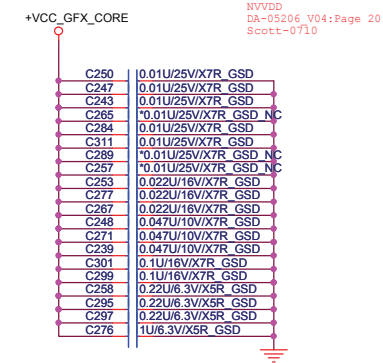 NVVDD
+VCC_GFX_CORE DA-05206_V04:Page 20
Scott-0710
C250 0.01U/25V/X7R_GSD
C247 0.01U/25V/X7R_GSD
C243 0.01U/25V/X7R_GSD
C265 *0.01U/25V/X7R_GSD_NC
C284 0.01U/25V/X7R_GSD
C311 0.01U/25V/X7R_GSD
C289 *0.01U/25V/X7R_GSD_NC
C257 *0.01U/25V/X7R_GSD_NC
C253 0.022U/16V/X7R_GSD
C277 0.022U/16V/X7R_GSD
C267 0.022U/16V/X7R_GSD
C248 0.047U/10V/X7R_GSD
C271 0.047U/10V/X7R_GSD
C239 0.047U/10V/X7R_GSD
C301 0.1U/16V/X7R_GSD
C299 0.1U/16V/X7R_GSD
C258 0.22U/6.3V/X5R_GSD
C295 0.22U/6.3V/X5R_GSD
C297 0.22U/6.3V/X5R_GSD
C276 1U/6.3V/X5R_GSD